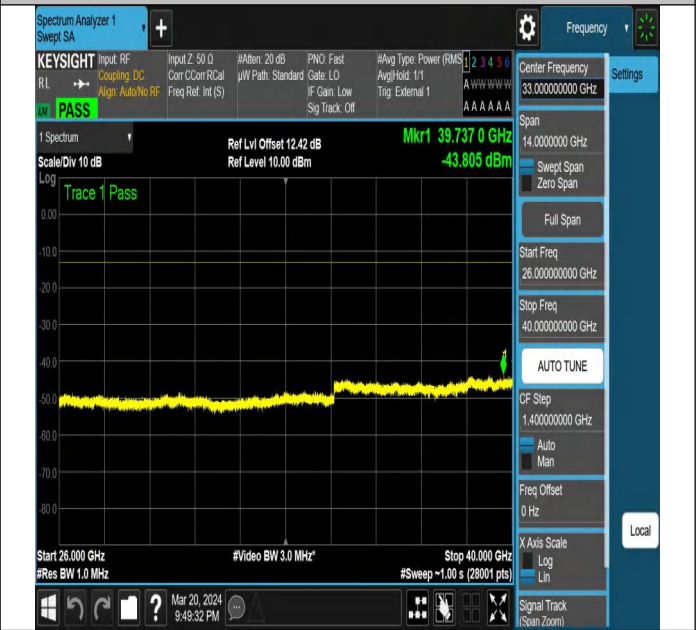 Spectrum Analyzer 1
Swept SA
+
Frequency
KEYSIGHT
RL
PASS
Input: RF
Coupling: DC
Align: Auto/No RF
Input Z: 50 Ω
Corr CCorr RCal
Freq Ref: Int (S)
#Atten: 20 dB
µW Path: Standard
PNO: Fast
Gate: LO
IF Gain: Low
Sig Track: Off
#Avg Type: Power (RMS
Avg|Hold: 1/1
Trig: External 1
1 2 3 4 5 6
A W W W W W
A A A A A A
1 Spectrum
Scale/Div 10 dB
Ref Lvl Offset 12.42 dB
Ref Level 10.00 dBm
Mkr1 39.737 0 GHz
-43.805 dBm
Log
Trace 1 Pass
0.00
-10.0
-20.0
-30.0
-40.0
-50.0
-60.0
-70.0
-80.0
1
Start 26.000 GHz
#Res BW 1.0 MHz
#Video BW 3.0 MHz*
Stop 40.000 GHz
#Sweep ~1.00 s (28001 pts)
Center Frequency
33.000000000 GHz
Settings
Span
14.0000000 GHz
Swept Span
Zero Span
Full Span
Start Freq
26.000000000 GHz
Stop Freq
40.000000000 GHz
AUTO TUNE
CF Step
1.400000000 GHz
Auto
Man
Freq Offset
0 Hz
X Axis Scale
Log
Lin
Local
Signal Track
(Span Zoom)
?
Mar 20, 2024
9:49:32 PM